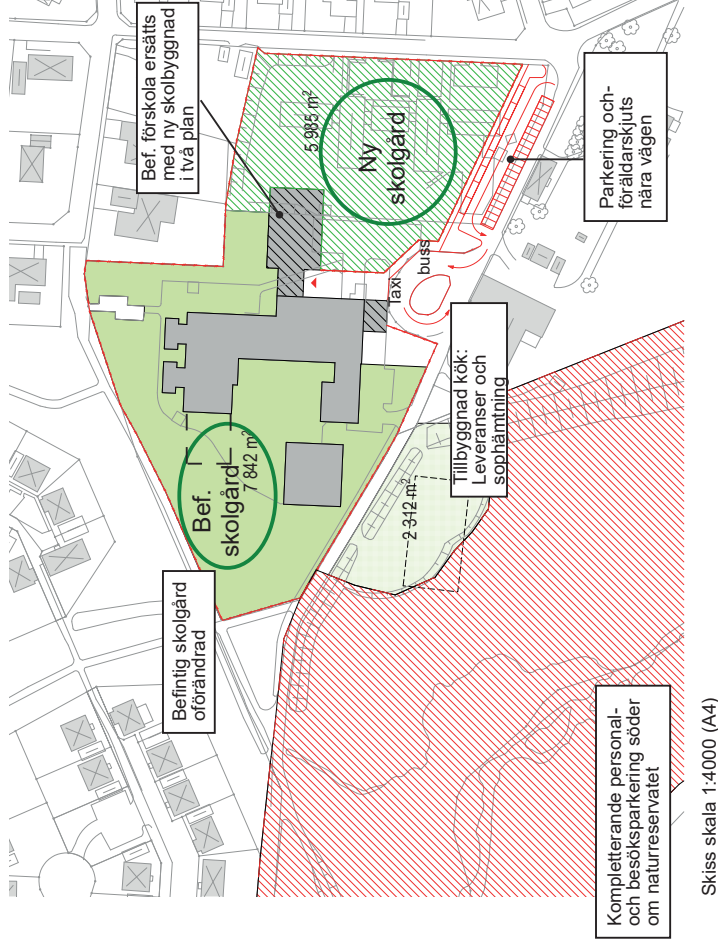 Bef. förskola ersätts
med ny skolbyggnad
i två plan
5 985 m²
Ny
skolgård
Parkering och-
föräldarskjuts
nära vägen
Taxi
buss
Bef.
skolgård
7 842 m²
Tillbyggnad kök:
Leveranser och
sophämtning
2 312 m²
Befintig skolgård
oförändrad
Kompletterande personal-
och besöksparkering söder
om naturreservatet
Skiss skala 1:4000 (A4)